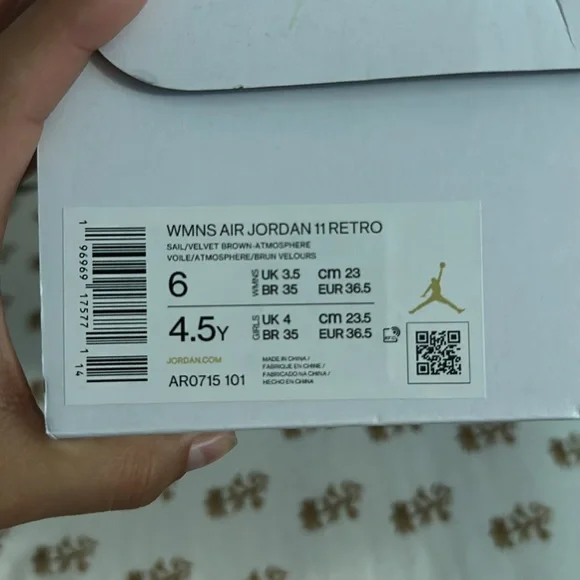 WMNS AIR JORDAN 11 RETRO
SAIL/VELVET BROWN-ATMOSPHERE
VOILE/ATMOSPHERE/BRUN VELOURS
6 WMNS UK 3.5 cm 23
BR 35 EUR 36.5
4.5Y GIRLS UK 4 cm 23.5
BR 35 EUR 36.5
JORDAN.COM
AR0715 101
MADE IN CHINA /
FABRIQUÉ EN CHINE /
FABRICADO NA CHINA /
HECHO EN CHINA
1 96969 17577 1 14